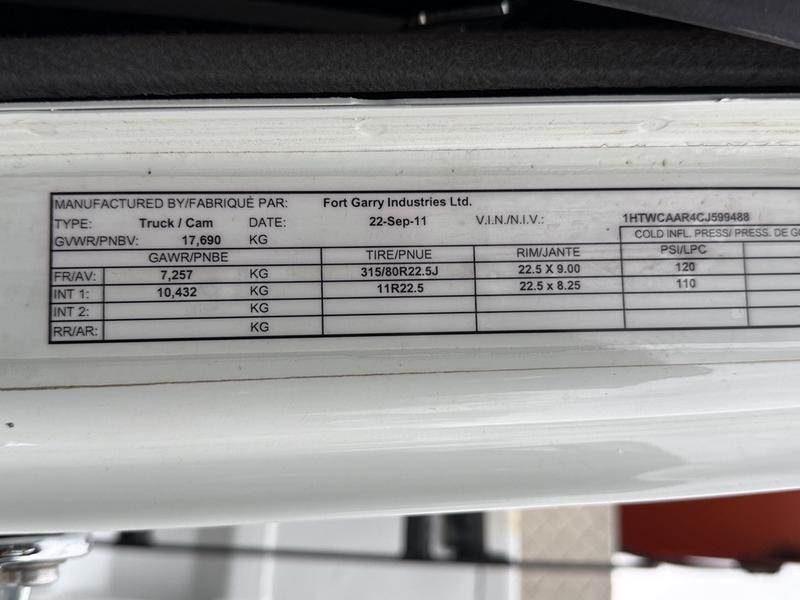 MANUFACTURED BY/FABRIQUÉ PAR: Fort Garry Industries Ltd.
TYPE: Truck / Cam DATE: 22-Sep-11 V.I.N./N.I.V.: 1HTWCAAR4CJ599488
GVWR/PNBV: 17,690 KG COLD INFL. PRESS/ PRESS. DE GO
GAWR/PNBE TIRE/PNUE RIM/JANTE PSI/LPC
FR/AV: 7,257 KG 315/80R22.5J 22.5 X 9.00 120
INT 1: 10,432 KG 11R22.5 22.5 x 8.25 110
INT 2: KG
RR/AR: KG